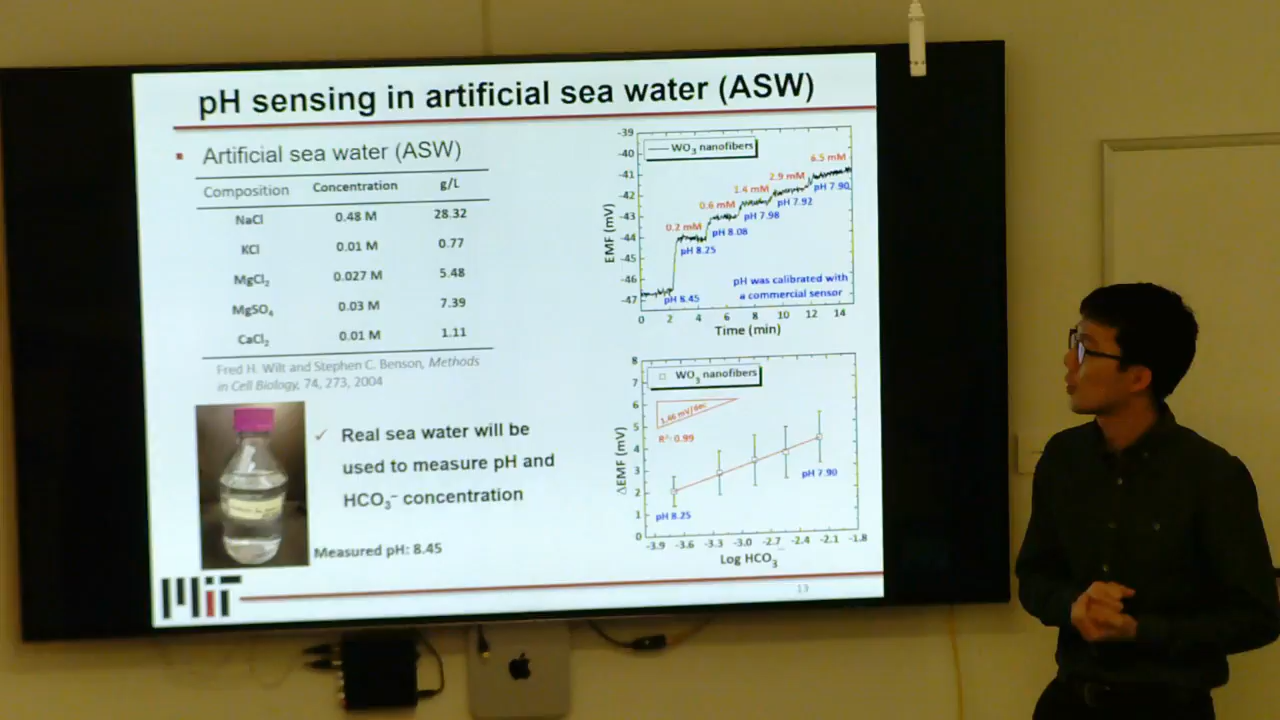 pH sensing in artificial sea water (ASW)
Artificial sea water (ASW)
Composition Concentration g/L
NaCl 0.48 M 28.32
KCl 0.01 M 0.77
MgCl₂ 0.027 M 5.48
MgSO₄ 0.03 M 7.39
CaCl₂ 0.01 M 1.11
Fred H. Wilt and Stephen C. Benson, Methods
in Cell Biology, 74, 273, 2004
✓ Real sea water will be
used to measure pH and
HCO₃⁻ concentration
Measured pH: 8.45
MIT
-39
-40
-41
-42
-43
-44
-45
-46
-47
EMF (mV)
WO₃ nanofibers
0.2 mM
0.6 mM
1.4 mM
2.9 mM
6.5 mM
pH 8.45
pH 8.25
pH 8.08
pH 7.98
pH 7.92
pH 7.90
pH was calibrated with
a commercial sensor
0 2 4 6 8 10 12 14
Time (min)
8
7
6
5
4
3
2
1
0
ΔEMF (mV)
WO₃ nanofibers
1.46 mV/dec
R²: 0.99
pH 8.25
pH 7.90
-3.9 -3.6 -3.3 -3.0 -2.7 -2.4 -2.1 -1.8
Log HCO₃⁻
13